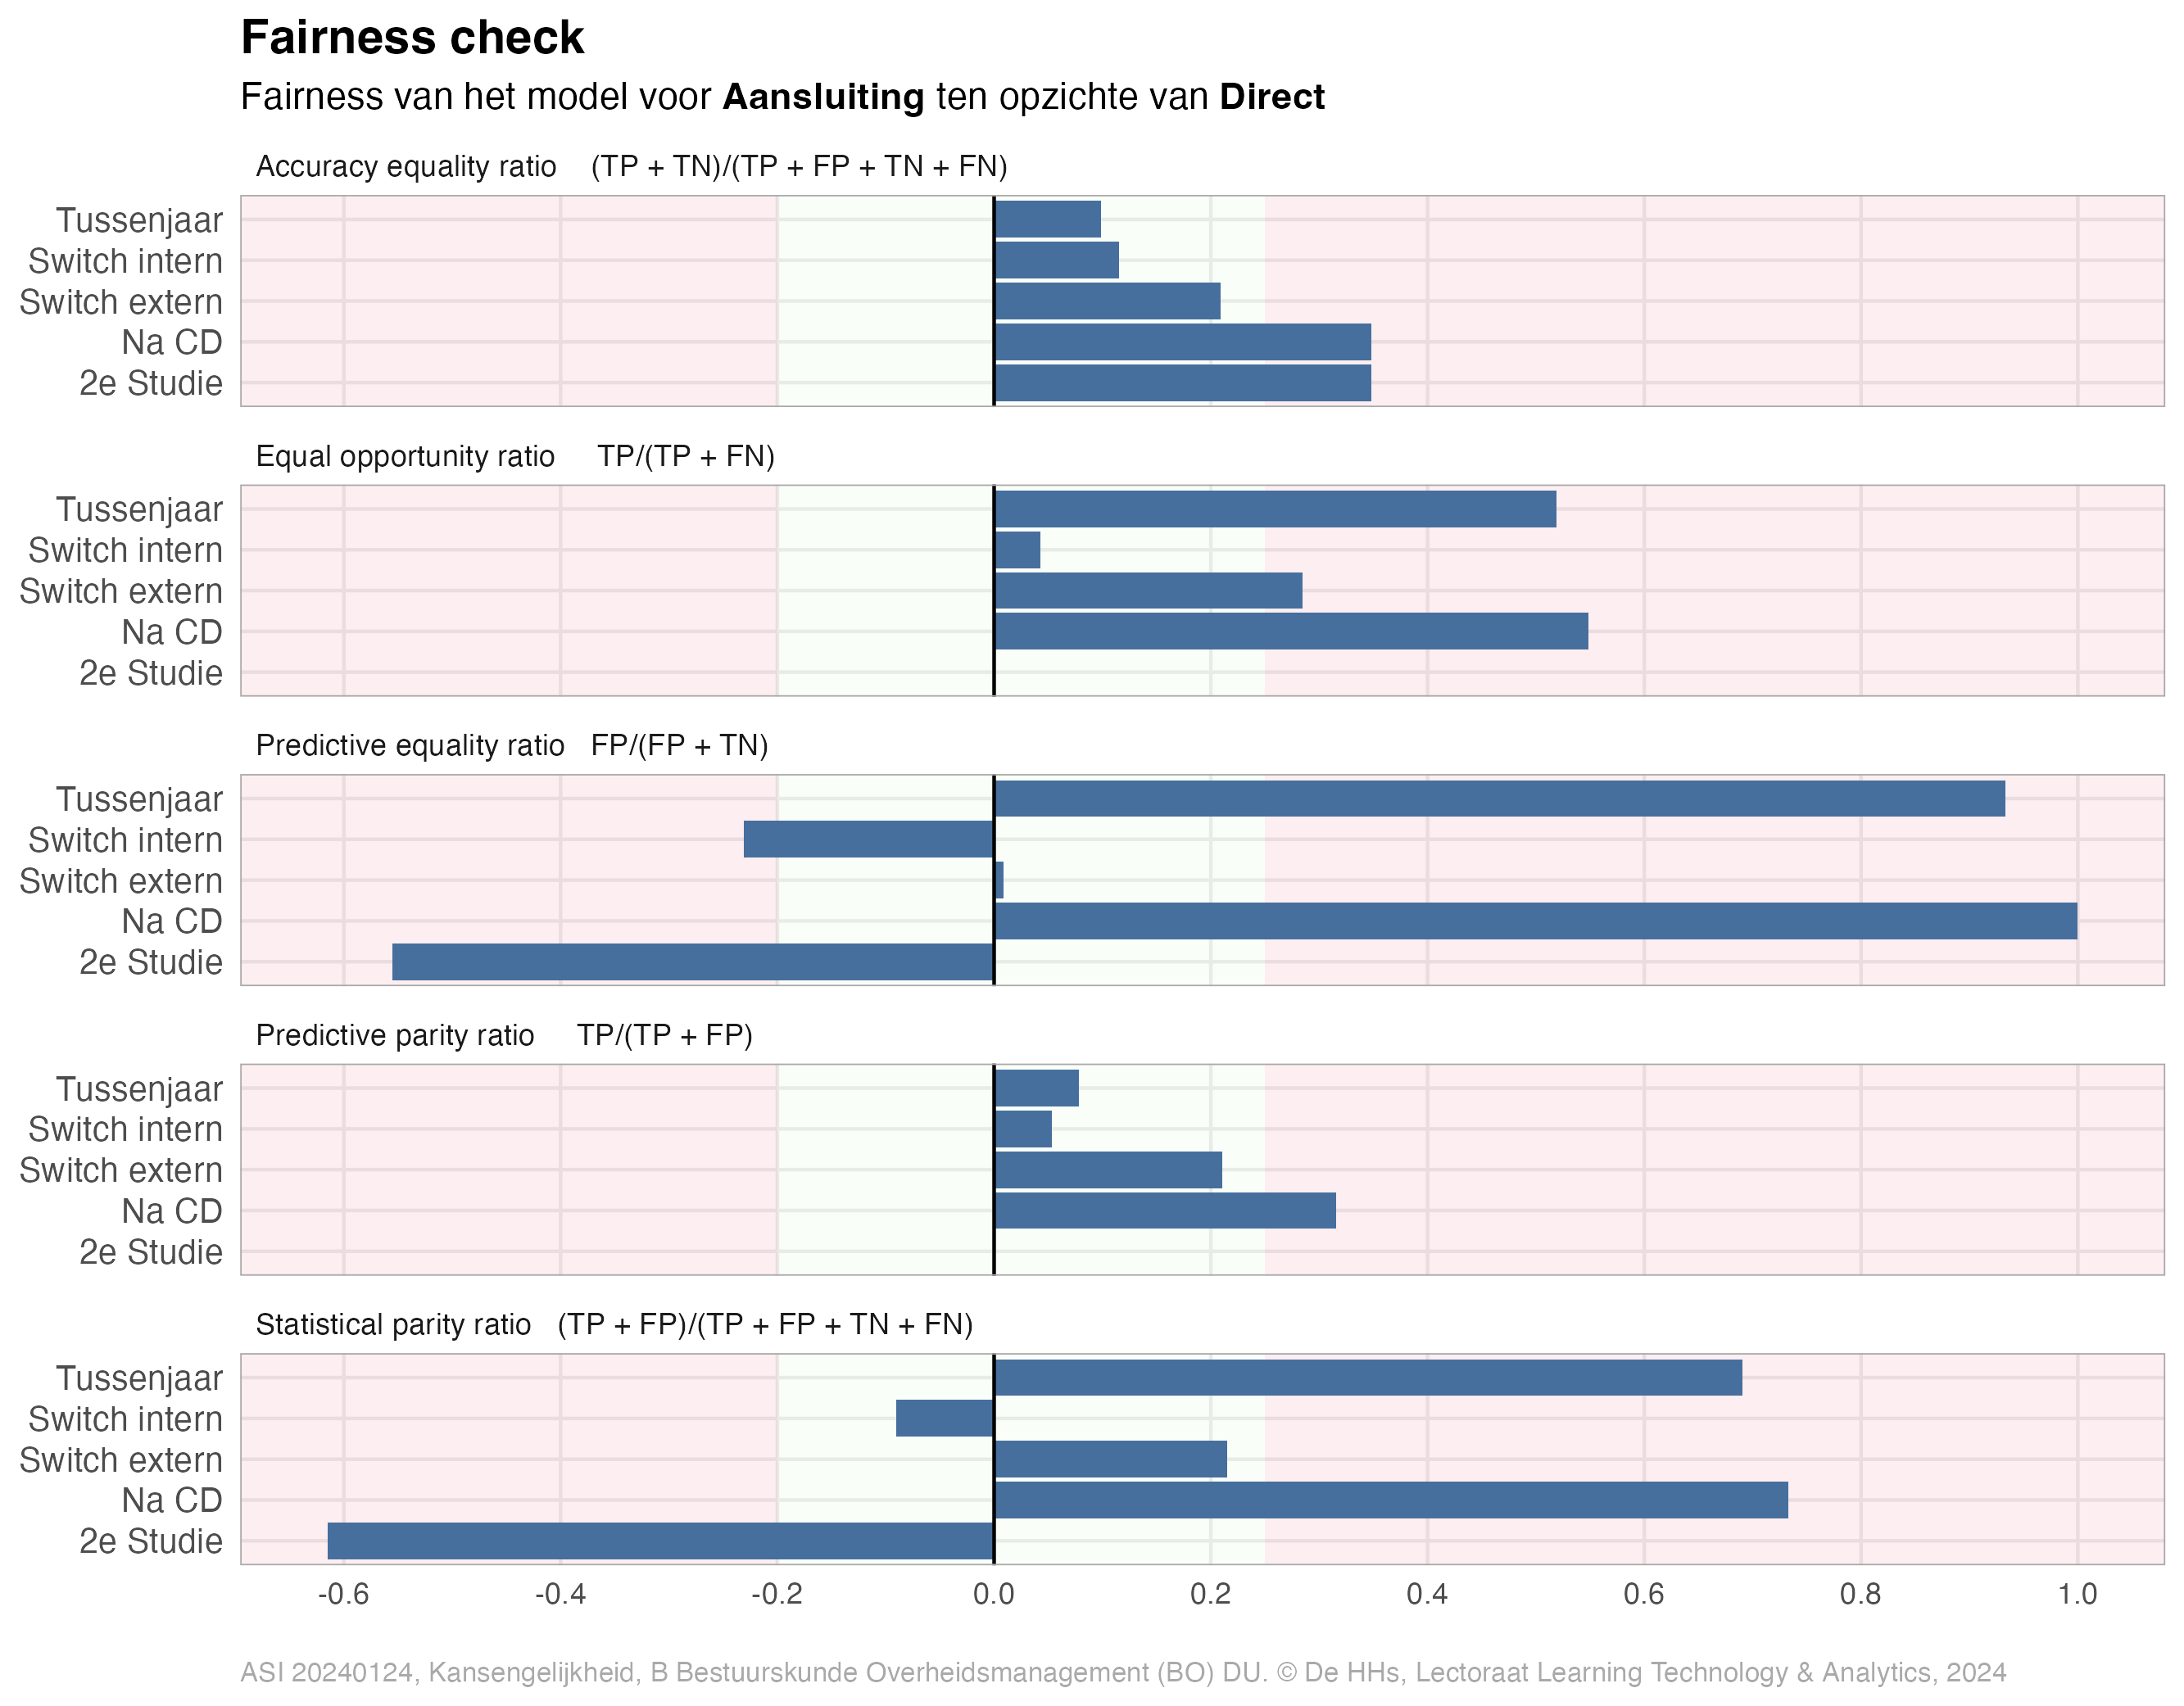 Fairness check
Fairness van het model voor Aansluiting ten opzichte van Direct
Accuracy equality ratio (TP + TN)/(TP + FP + TN + FN)
Tussenjaar
Switch intern
Switch extern
Na CD
2e Studie
Equal opportunity ratio TP/(TP + FN)
Tussenjaar
Switch intern
Switch extern
Na CD
2e Studie
Predictive equality ratio FP/(FP + TN)
Tussenjaar
Switch intern
Switch extern
Na CD
2e Studie
Predictive parity ratio TP/(TP + FP)
Tussenjaar
Switch intern
Switch extern
Na CD
2e Studie
Statistical parity ratio (TP + FP)/(TP + FP + TN + FN)
Tussenjaar
Switch intern
Switch extern
Na CD
2e Studie
-0.6 -0.4 -0.2 0.0 0.2 0.4 0.6 0.8 1.0
ASI 20240124, Kansengelijkheid, B Bestuurskunde Overheidsmanagement (BO) DU. © De HHs, Lectoraat Learning Technology & Analytics, 2024